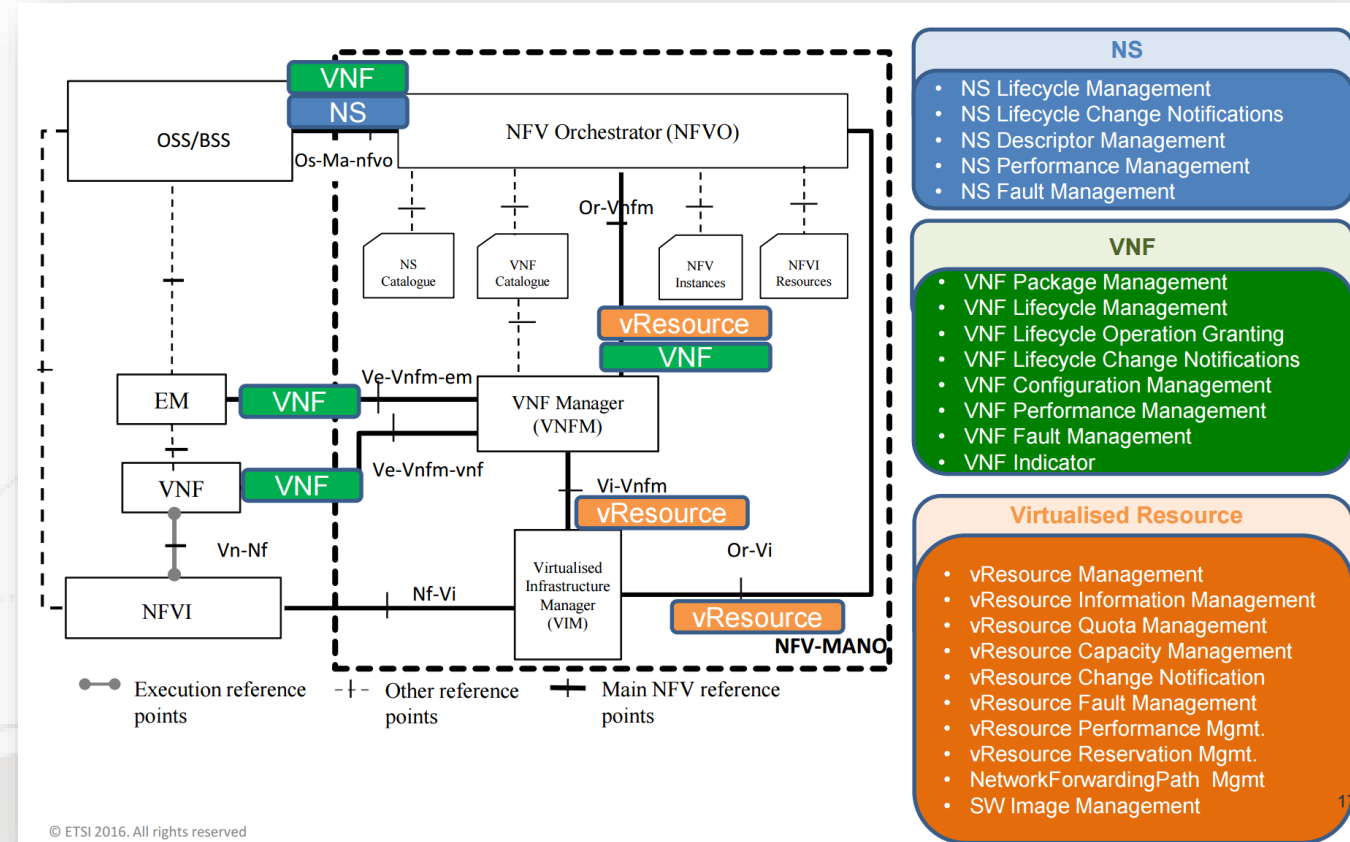 VNF
NS
OSS/BSS
NFV Orchestrator (NFVO)
Os-Ma-nfvo
Or-Vnfm
NS
Catalogue
VNF
Catalogue
NFV
Instances
NFVI
Resources
vResource
VNF
Ve-Vnfm-em
EM
VNF
VNF Manager
(VNFM)
Ve-Vnfm-vnf
VNF
VNF
Vi-Vnfm
vResource
Vn-Nf
Or-Vi
Virtualised
Infrastructure
Manager
(VIM)
Nf-Vi
NFVI
vResource
NFV-MANO
Execution reference
points
Other reference
points
Main NFV reference
points
NS
• NS Lifecycle Management
• NS Lifecycle Change Notifications
• NS Descriptor Management
• NS Performance Management
• NS Fault Management
VNF
• VNF Package Management
• VNF Lifecycle Management
• VNF Lifecycle Operation Granting
• VNF Lifecycle Change Notifications
• VNF Configuration Management
• VNF Performance Management
• VNF Fault Management
• VNF Indicator
Virtualised Resource
• vResource Management
• vResource Information Management
• vResource Quota Management
• vResource Capacity Management
• vResource Change Notification
• vResource Fault Management
• vResource Performance Mgmt.
• vResource Reservation Mgmt.
• NetworkForwardingPath Mgmt
• SW Image Management
© ETSI 2016. All rights reserved